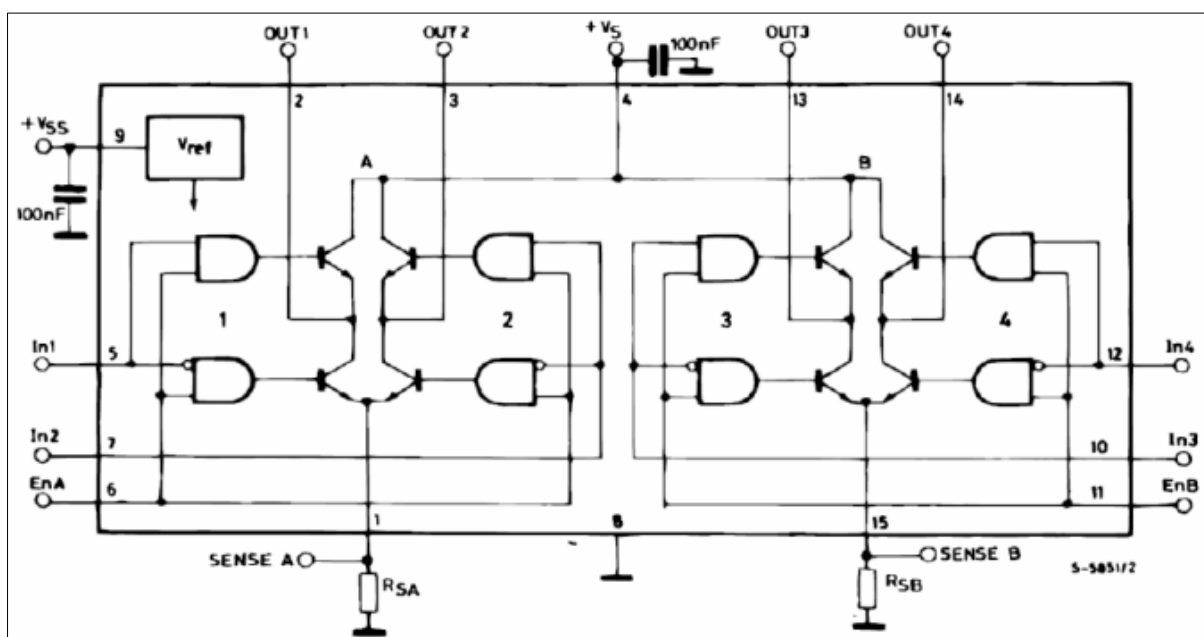 OUT1 OUT2 +VS 100nF OUT3 OUT4
2 3 4 13 14
+VSS 9 Vref
A B
100nF
1 2 3 4
In1 5 12 In4
In2 7 10 In3
EnA 6 11 EnB
1 8 15
SENSE A SENSE B
S-5851/2
RSA RSB